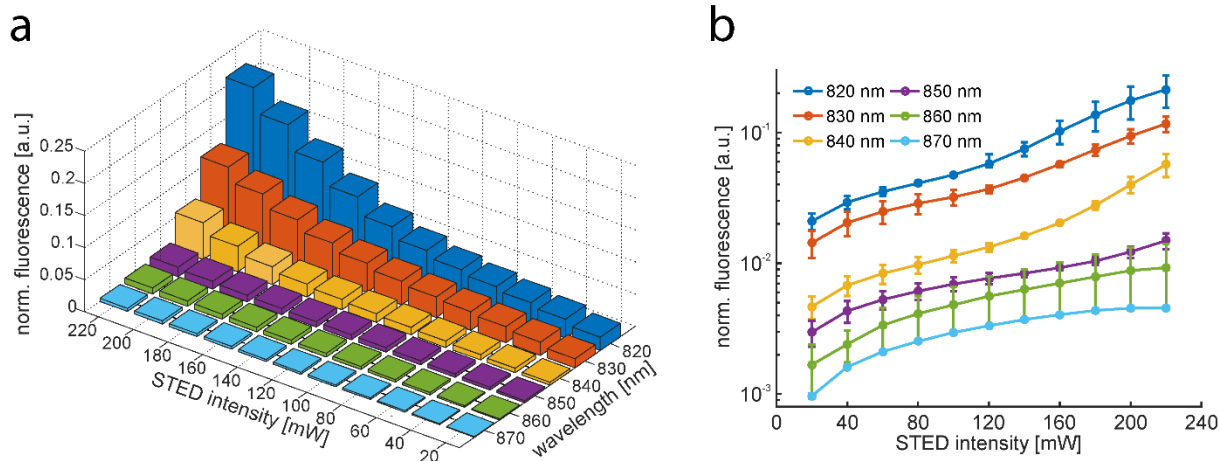 a
norm. fluorescence [a.u.]
0.25
0.2
0.15
0.1
0.05
0
220
200
180
160
140
120
100
80
60
40
20
STED intensity [mW]
820
830
840
850
860
870
wavelength [nm]
b
norm. fluorescence [a.u.]
820 nm 850 nm
830 nm 860 nm
840 nm 870 nm
10-1
10-2
10-3
0 40 80 120 160 200 240
STED intensity [mW]